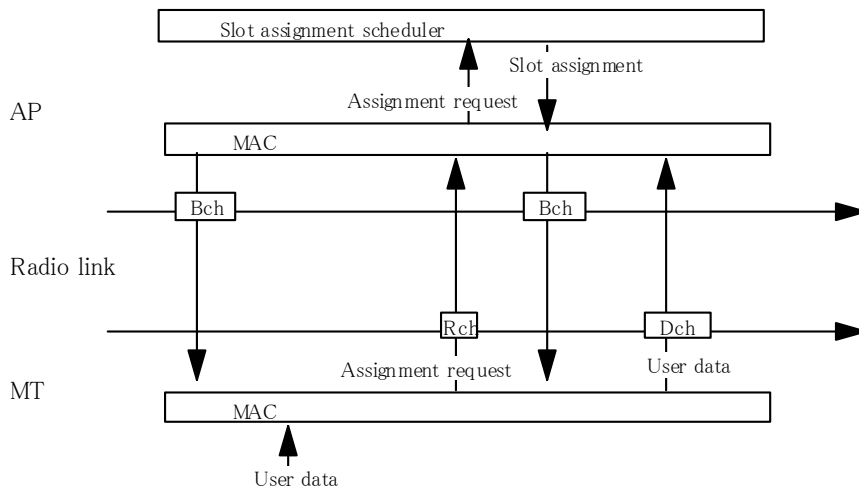 Slot assignment scheduler
Slot assignment
Assignment request
AP
MAC
Bch
Bch
Radio link
Rch
Dch
Assignment request
User data
MT
MAC
User data